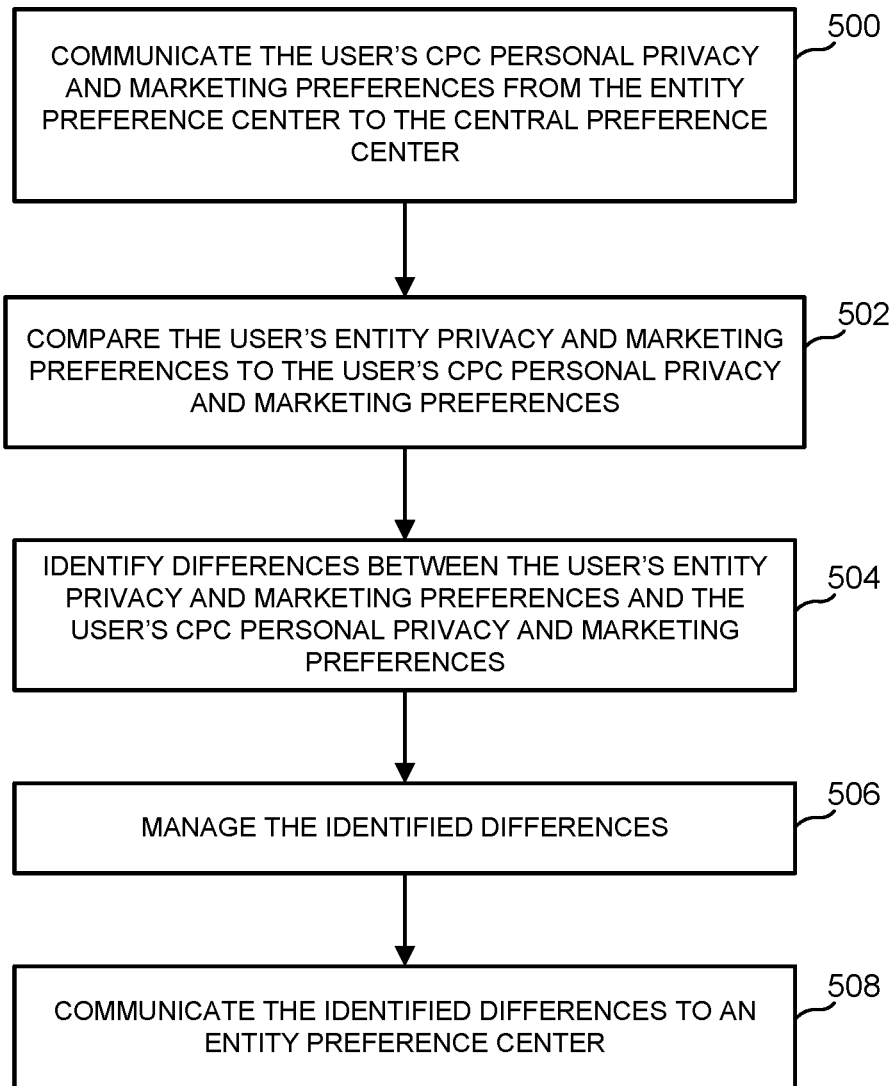 COMMUNICATE THE USER'S CPC PERSONAL PRIVACY
AND MARKETING PREFERENCES FROM THE ENTITY
PREFERENCE CENTER TO THE CENTRAL PREFERENCE
CENTER
500
COMPARE THE USER'S ENTITY PRIVACY AND MARKETING
PREFERENCES TO THE USER'S CPC PERSONAL PRIVACY
AND MARKETING PREFERENCES
502
IDENTIFY DIFFERENCES BETWEEN THE USER'S ENTITY
PRIVACY AND MARKETING PREFERENCES AND THE
USER'S CPC PERSONAL PRIVACY AND MARKETING
PREFERENCES
504
MANAGE THE IDENTIFIED DIFFERENCES
506
COMMUNICATE THE IDENTIFIED DIFFERENCES TO AN
ENTITY PREFERENCE CENTER
508